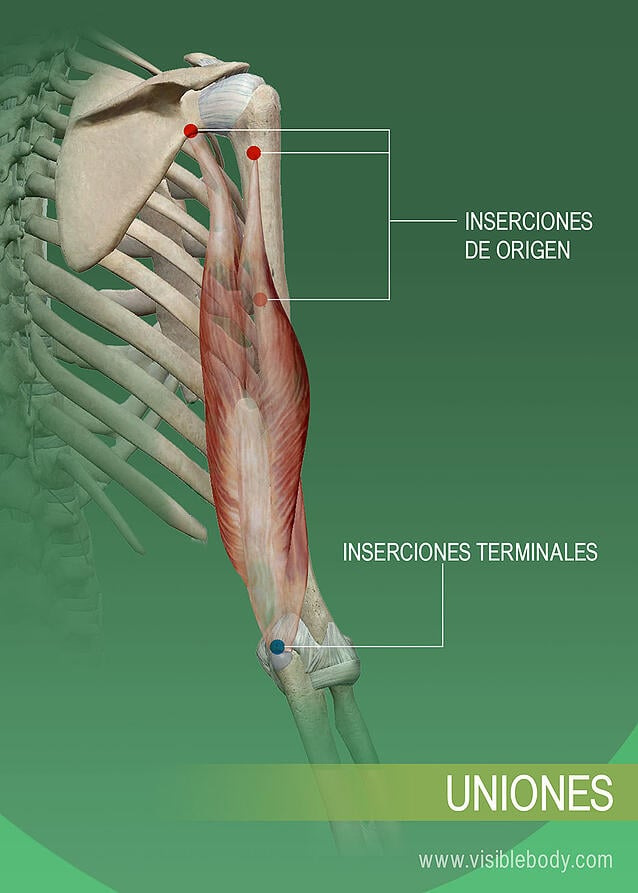 INSERCIONES
DE ORIGEN
INSERCIONES TERMINALES
UNIONES
www.visiblebody.com